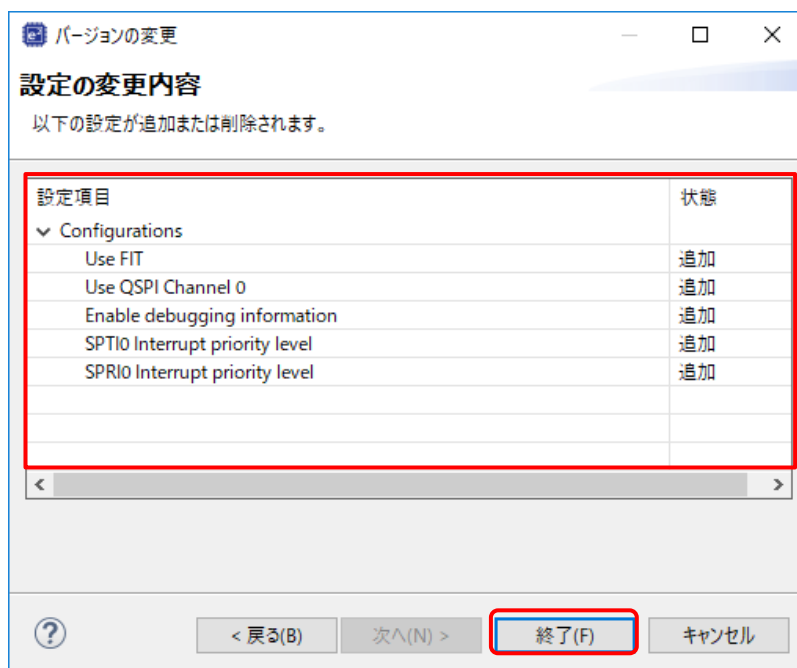 バージョンの変更
設定の変更内容
以下の設定が追加または削除されます。
設定項目 状態
Configurations
Use FIT 追加
Use QSPI Channel 0 追加
Enable debugging information 追加
SPTI0 Interrupt priority level 追加
SPRI0 Interrupt priority level 追加
< 戻る(B) 次へ(N) > 終了(F) キャンセル